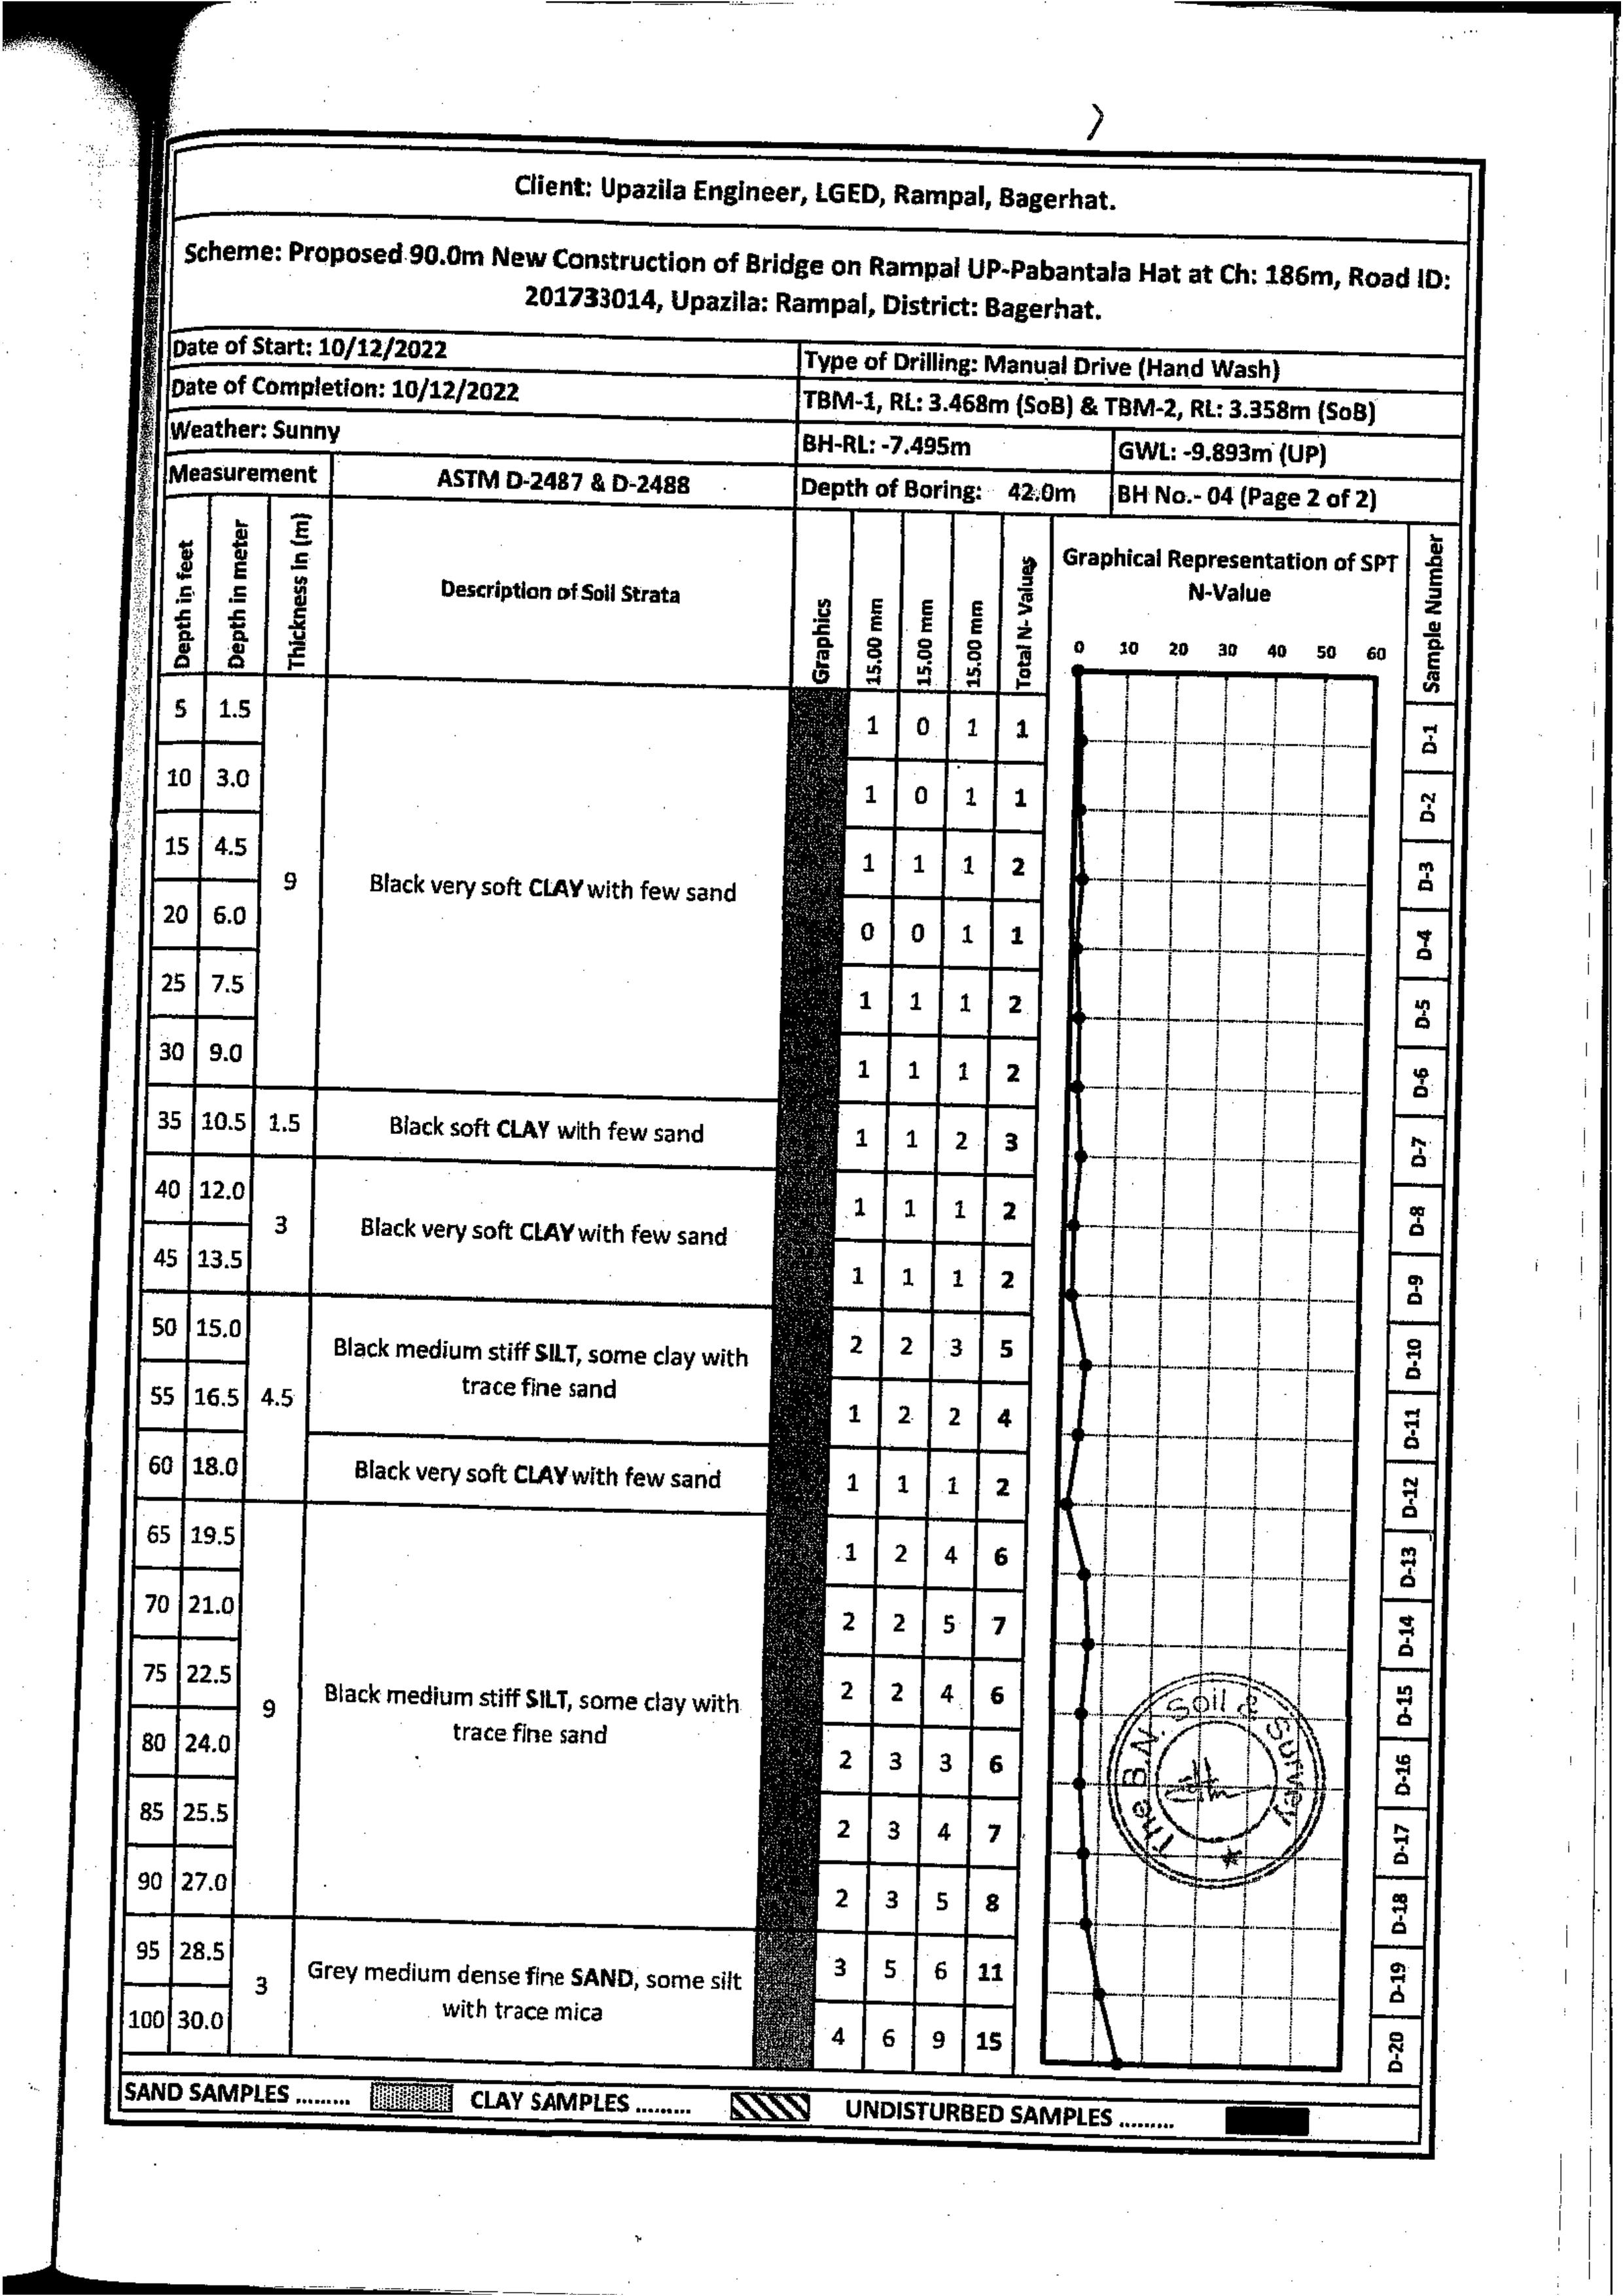 Client: Upazila Engineer, LGED, Rampal, Bagerhat.
Scheme: Proposed 90.0m New Construction of Bridge on Rampal UP-Pabantala Hat at Ch: 186m, Road ID:
201733014, Upazila: Rampal, District: Bagerhat.
Date of Start: 10/12/2022
Type of Drilling: Manual Drive (Hand Wash)
Date of Completion: 10/12/2022
TBM-1, RL: 3.468m (SoB) & TBM-2, RL: 3.358m (SoB)
Weather: Sunny
BH-RL: -7.495m
GWL: -9.893m (UP)
Measurement
ASTM D-2487 & D-2488
Depth of Boring: 42.0m
BH No.- 04 (Page 2 of 2)
Depth in feet
Depth in meter
Thickness in (m)
Description of Soil Strata
Graphics
15.00 mm
15.00 mm
15.00 mm
Total N- Values
Graphical Representation of SPT
N-Value
Sample Number
0 10 20 30 40 50 60
5 1.5 1 0 1 1 D-1
10 3.0 1 0 1 1 D-2
15 4.5 1 1 1 2 D-3
9 Black very soft CLAY with few sand
20 6.0 0 0 1 1 D-4
25 7.5 1 1 1 2 D-5
30 9.0 1 1 1 2 D-6
35 10.5 1.5 Black soft CLAY with few sand 1 1 2 3 D-7
40 12.0 1 1 1 2 D-8
3 Black very soft CLAY with few sand
45 13.5 1 1 1 2 D-9
50 15.0 2 2 3 5 D-10
Black medium stiff SILT, some clay with
trace fine sand
55 16.5 4.5 1 2 2 4 D-11
60 18.0 Black very soft CLAY with few sand 1 1 1 2 D-12
65 19.5 1 2 4 6 D-13
70 21.0 2 2 5 7 D-14
75 22.5 2 2 4 6 D-15
9 Black medium stiff SILT, some clay with
trace fine sand
80 24.0 2 3 3 6 D-16
85 25.5 2 3 4 7 D-17
90 27.0 2 3 5 8 D-18
95 28.5 3 5 6 11 D-19
3 Grey medium dense fine SAND, some silt
with trace mica
100 30.0 4 6 9 15 D-20
The B.N. Soil & Survey
SAND SAMPLES ......... CLAY SAMPLES ......... UNDISTURBED SAMPLES .........